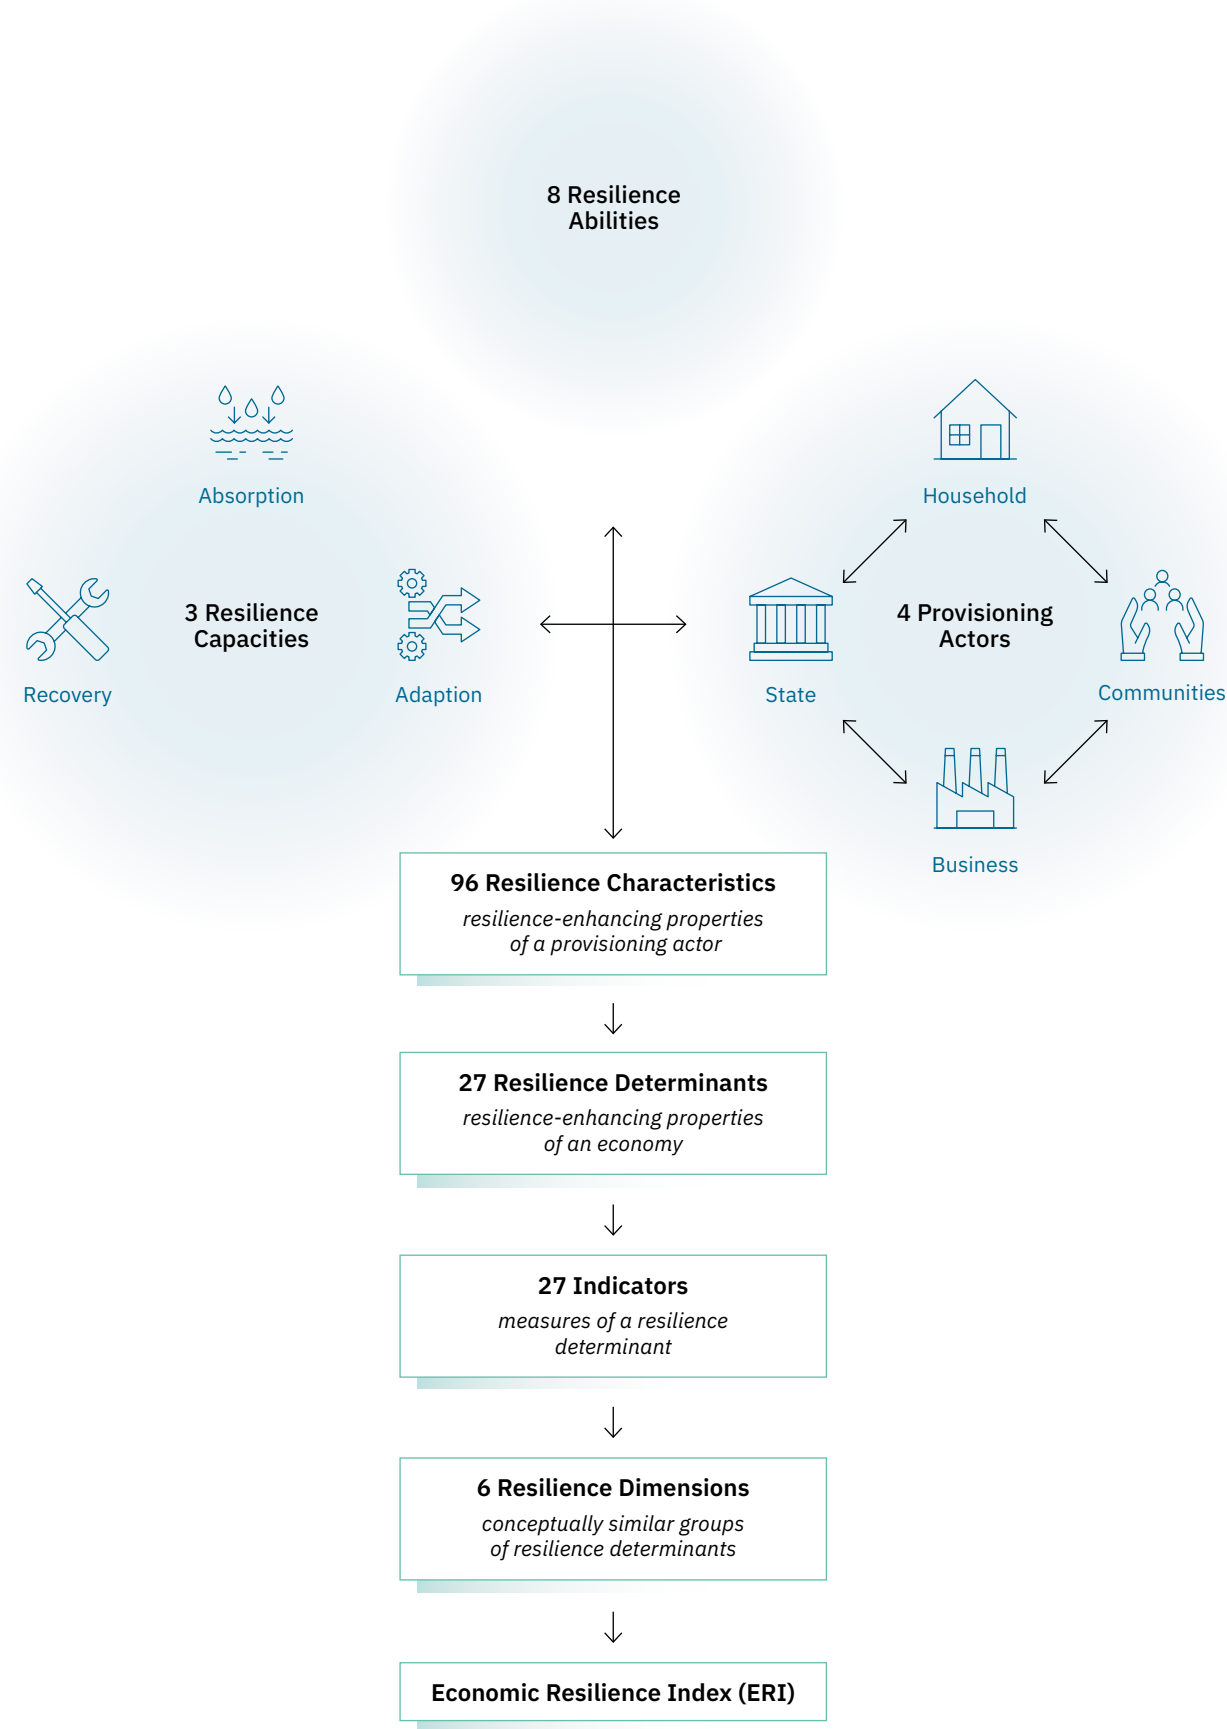 8 Resilience
Abilities
Absorption
3 Resilience
Capacities
Recovery
Adaption
Household
4 Provisioning
Actors
State
Communities
Business
96 Resilience Characteristics
resilience-enhancing properties
of a provisioning actor
27 Resilience Determinants
resilience-enhancing properties
of an economy
27 Indicators
measures of a resilience
determinant
6 Resilience Dimensions
conceptually similar groups
of resilience determinants
Economic Resilience Index (ERI)